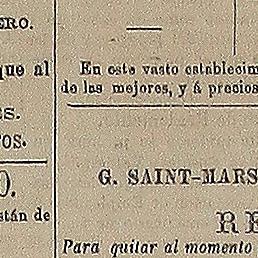 ERO.
que al
ES.
TOS.
O.
stán de
En este vasto establecim
de las mejores, y á precios
G. SAINT-MARS
RE
Para quitar al momento